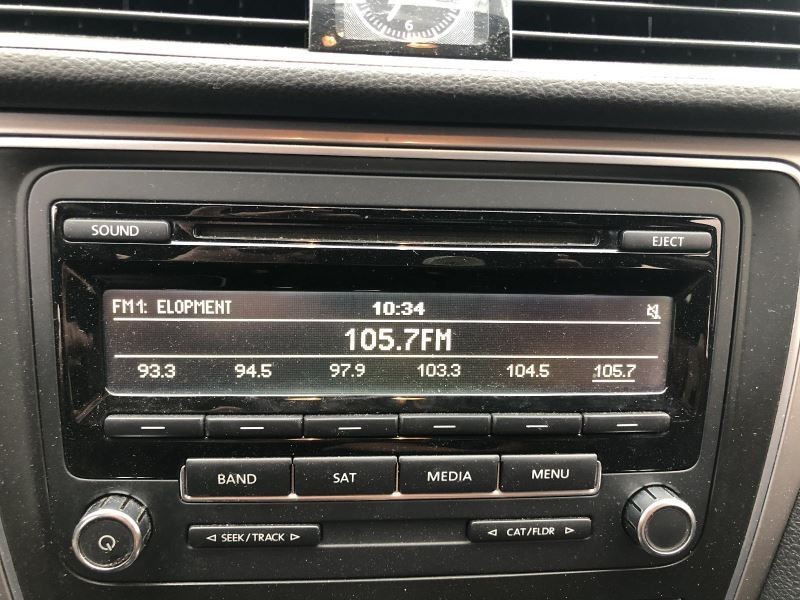 6
SOUND
EJECT
FM1: ELOPMENT 10:34
105.7FM
93.3 94.5 97.9 103.3 104.5 105.7
BAND SAT MEDIA MENU
SEEK/TRACK CAT/FLDR